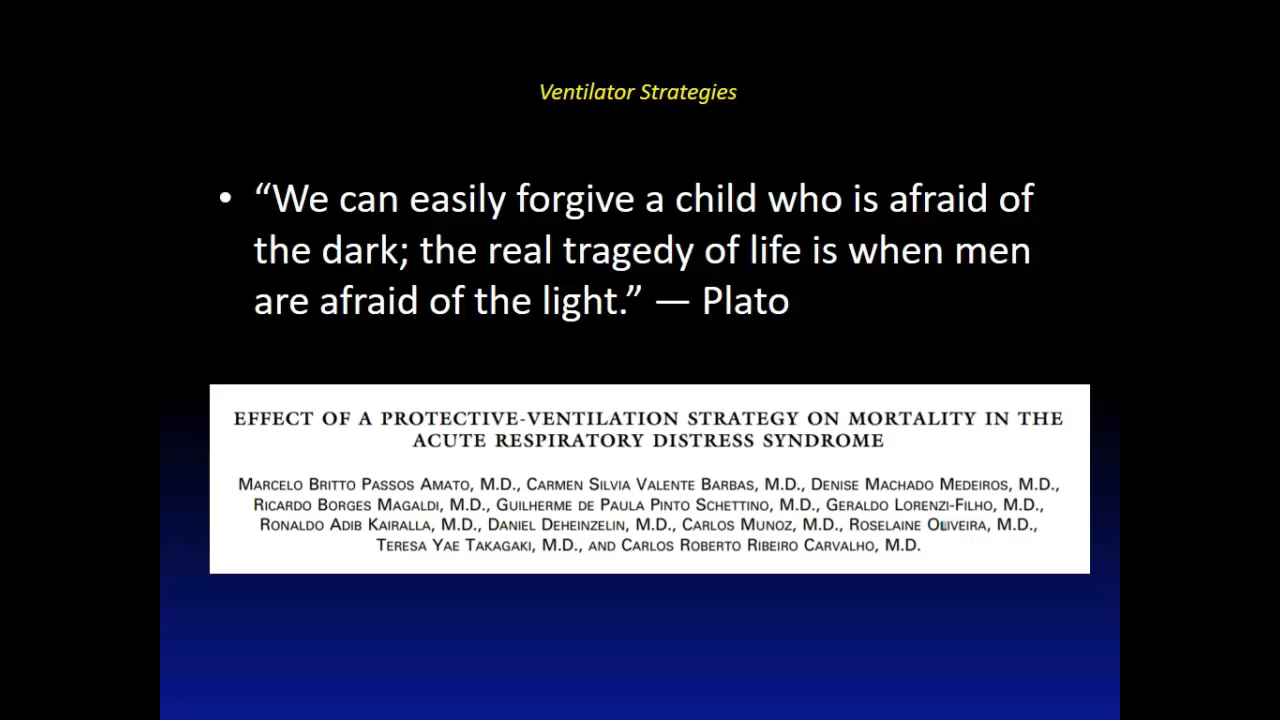 Ventilator Strategies
• “We can easily forgive a child who is afraid of
the dark; the real tragedy of life is when men
are afraid of the light.” — Plato
EFFECT OF A PROTECTIVE-VENTILATION STRATEGY ON MORTALITY IN THE
ACUTE RESPIRATORY DISTRESS SYNDROME
MARCELO BRITTO PASSOS AMATO, M.D., CARMEN SILVIA VALENTE BARBAS, M.D., DENISE MACHADO MEDEIROS, M.D.,
RICARDO BORGES MAGALDI, M.D., GUILHERME DE PAULA PINTO SCHETTINO, M.D., GERALDO LORENZI-FILHO, M.D.,
RONALDO ADIB KAIRALLA, M.D., DANIEL DEHEINZELIN, M.D., CARLOS MUNOZ, M.D., ROSELAINE OLIVEIRA, M.D.,
TERESA YAE TAKAGAKI, M.D., AND CARLOS ROBERTO RIBEIRO CARVALHO, M.D.